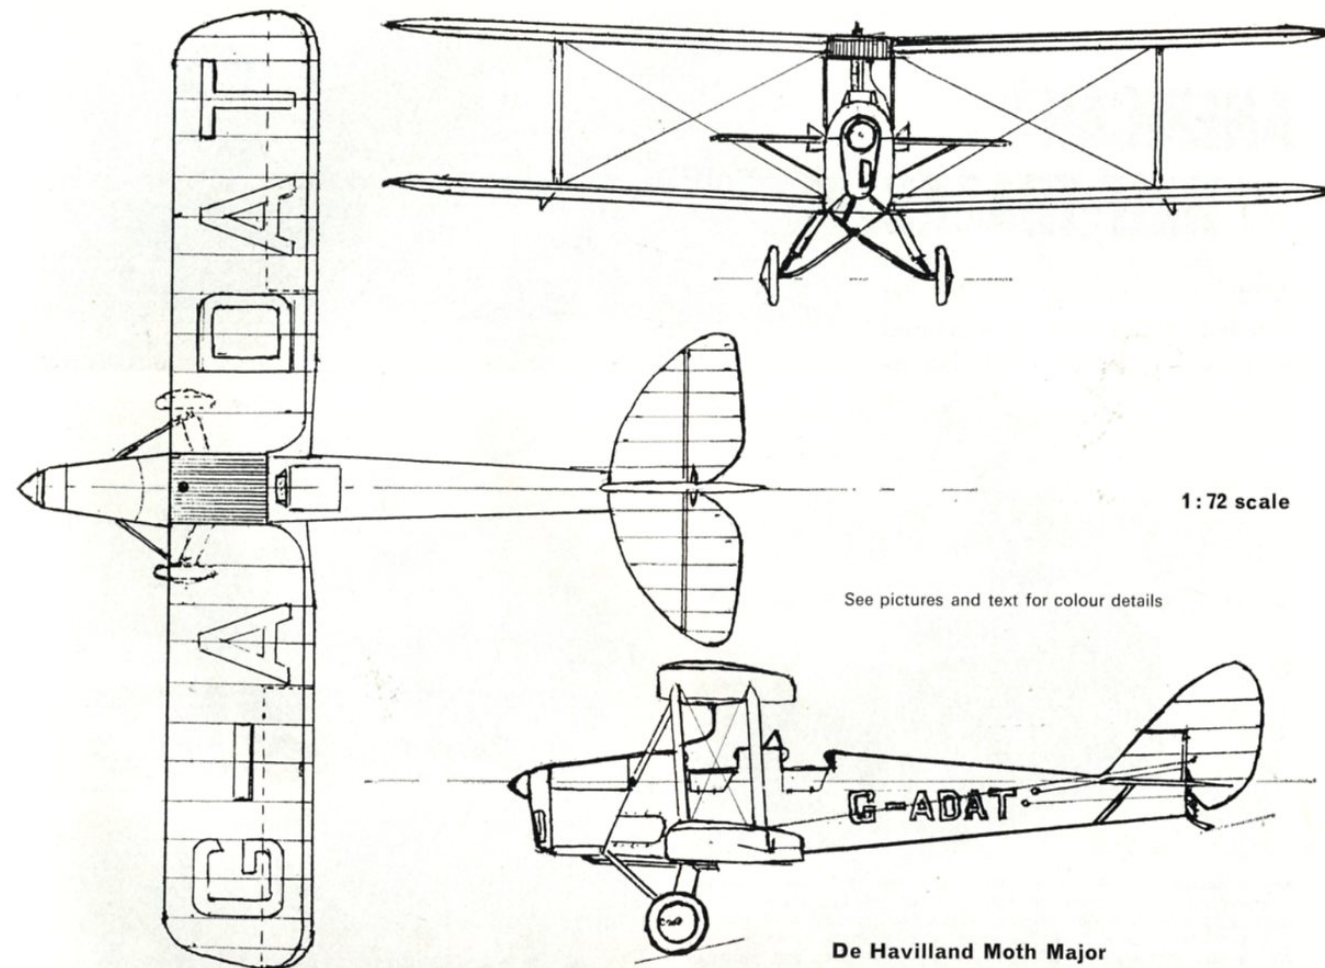 G-ADAT
D
1:72 scale
See pictures and text for colour details
G-ADAT
De Havilland Moth Major